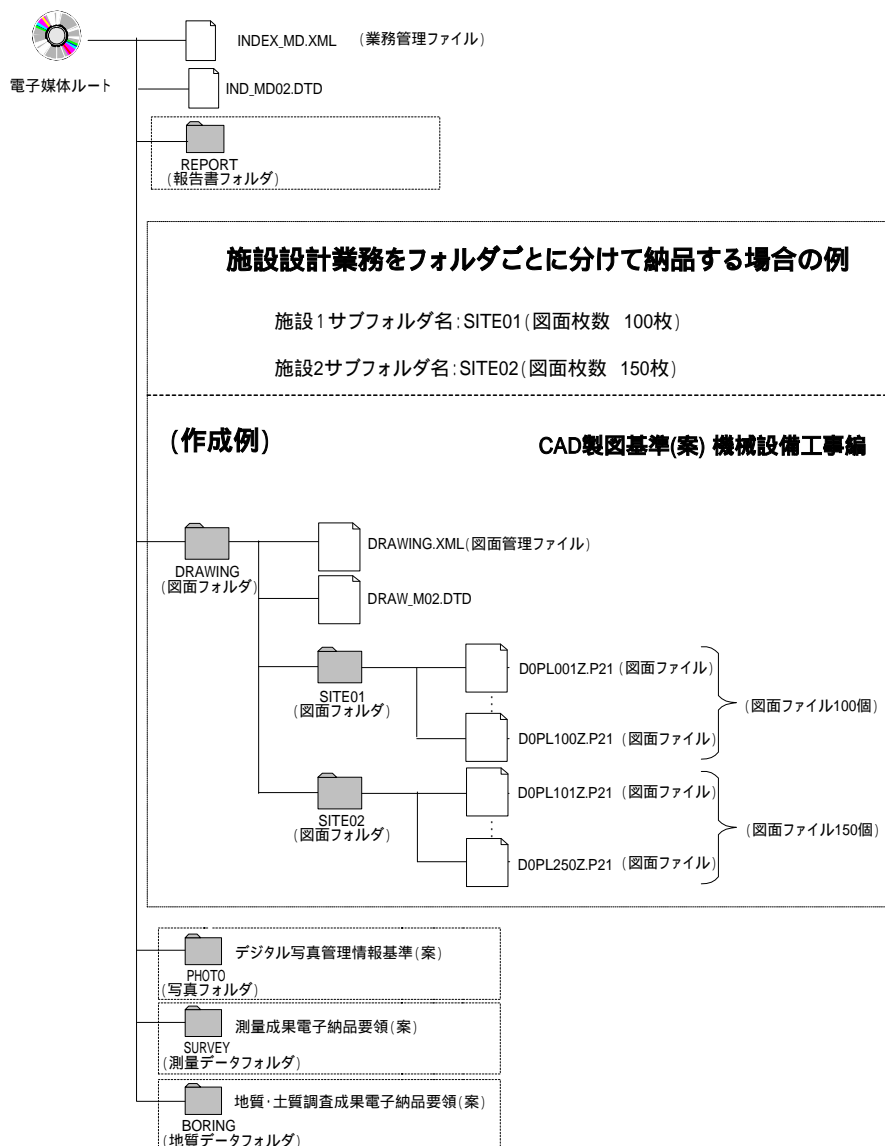 INDEX_MD.XML （業務管理ファイル）
電子媒体ルート
IND_MD02.DTD
REPORT
（報告書フォルダ）
施設設計業務をフォルダごとに分けて納品する場合の例
施設1サブフォルダ名：SITE01（図面枚数 100枚）
施設2サブフォルダ名：SITE02（図面枚数 150枚）
(作成例)
CAD製図基準(案) 機械設備工事編
DRAWING.XML（図面管理ファイル）
DRAWING
（図面フォルダ）
DRAW_M02.DTD
D0PL001Z.P21 （図面ファイル）
SITE01
（図面フォルダ）
（図面ファイル100個）
D0PL100Z.P21 （図面ファイル）
D0PL101Z.P21 （図面ファイル）
SITE02
（図面フォルダ）
（図面ファイル150個）
D0PL250Z.P21 （図面ファイル）
デジタル写真管理情報基準（案）
PHOTO
（写真フォルダ）
測量成果電子納品要領（案）
SURVEY
（測量データフォルダ）
地質・土質調査成果電子納品要領（案）
BORING
（地質データフォルダ）